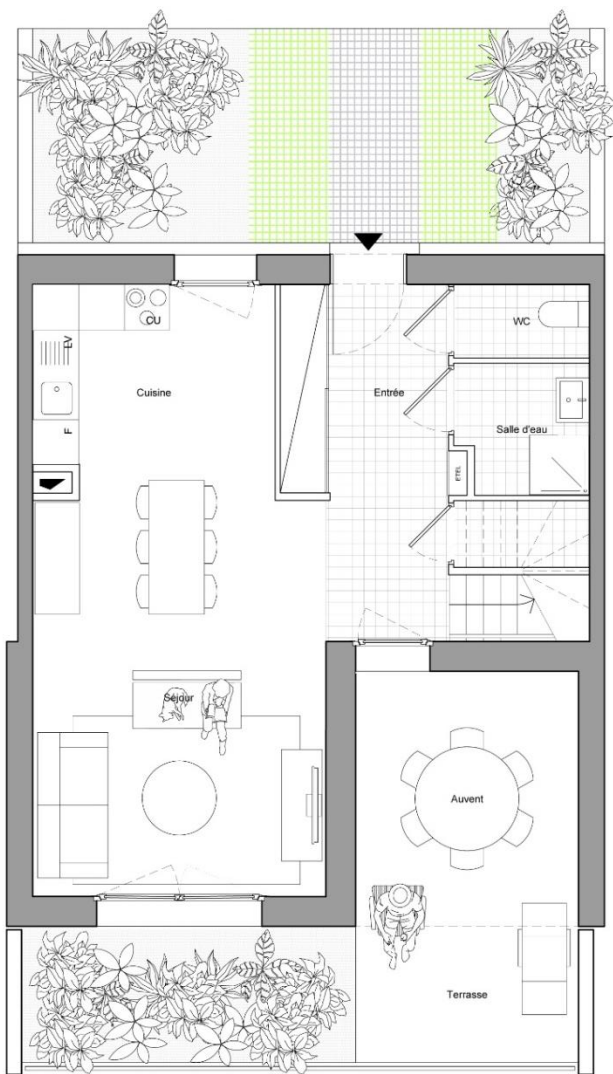 WC
CU
LV
Cuisine
Entrée
Salle d'eau
F
ETEL
Séjour
Auvent
Terrasse